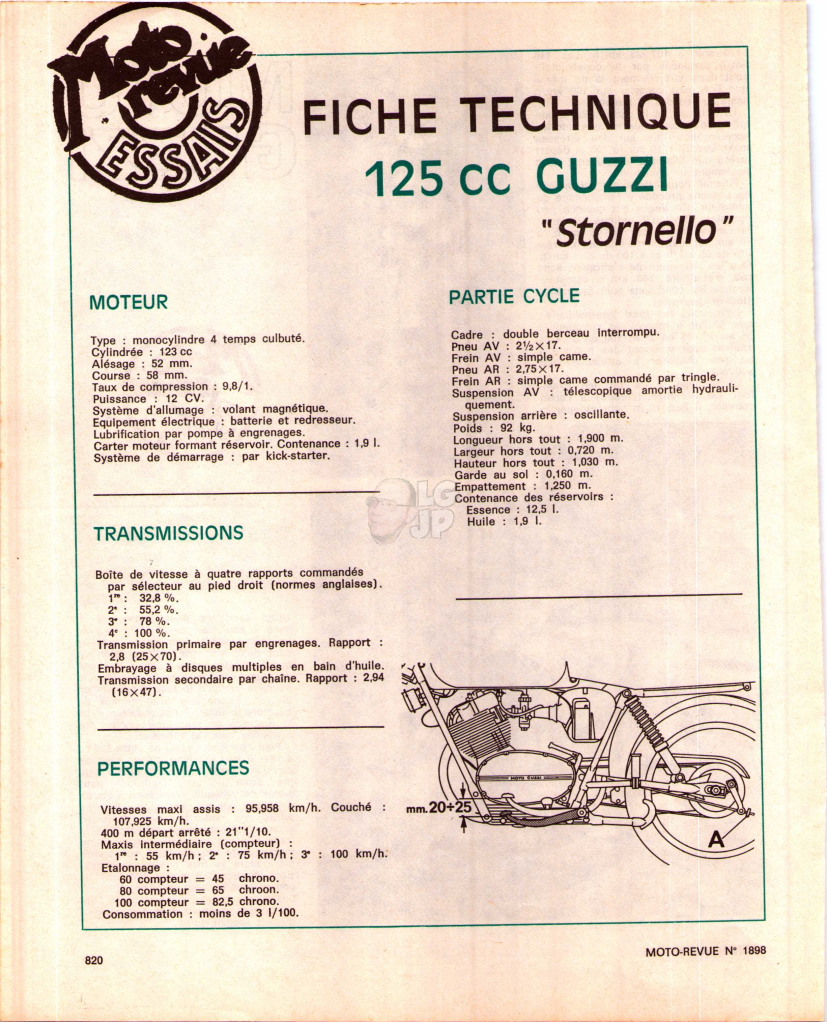 Moto
revue
ESSAIS
FICHE TECHNIQUE
125 cc GUZZI
"Stornello"
MOTEUR
Type : monocylindre 4 temps culbuté.
Cylindrée : 123 cc
Alésage : 52 mm.
Course : 58 mm.
Taux de compression : 9,8/1.
Puissance : 12 CV.
Système d'allumage : volant magnétique.
Equipement électrique : batterie et redresseur.
Lubrification par pompe à engrenages.
Carter moteur formant réservoir. Contenance : 1,9 l.
Système de démarrage : par kick-starter.
TRANSMISSIONS
Boîte de vitesse à quatre rapports commandés
par sélecteur au pied droit (normes anglaises).
1re : 32,8 %.
2e : 55,2 %.
3e : 78 %.
4e : 100 %.
Transmission primaire par engrenages. Rapport :
2,8 (25×70).
Embrayage à disques multiples en bain d'huile.
Transmission secondaire par chaîne. Rapport : 2,94
(16×47).
PERFORMANCES
Vitesses maxi assis : 95,958 km/h. Couché :
107,925 km/h.
400 m départ arrêté : 21"1/10.
Maxis intermédiaire (compteur) :
1re : 55 km/h ; 2e : 75 km/h ; 3e : 100 km/h.
Etalonnage :
60 compteur = 45 chrono.
80 compteur = 65 chroon.
100 compteur = 82,5 chrono.
Consommation : moins de 3 l/100.
PARTIE CYCLE
Cadre : double berceau interrompu.
Pneu AV : 2½×17.
Frein AV : simple came.
Pneu AR : 2,75×17.
Frein AR : simple came commandé par tringle.
Suspension AV : télescopique amortie hydrauli-
quement.
Suspension arrière : oscillante.
Poids : 92 kg.
Longueur hors tout : 1,900 m.
Largeur hors tout : 0,720 m.
Hauteur hors tout : 1,030 m.
Garde au sol : 0,160 m.
Empattement : 1,250 m.
Contenance des réservoirs :
Essence : 12,5 l.
Huile : 1,9 l.
LG
JP
MOTO GUZZI
mm. 20÷25
A
820
MOTO-REVUE N° 1898